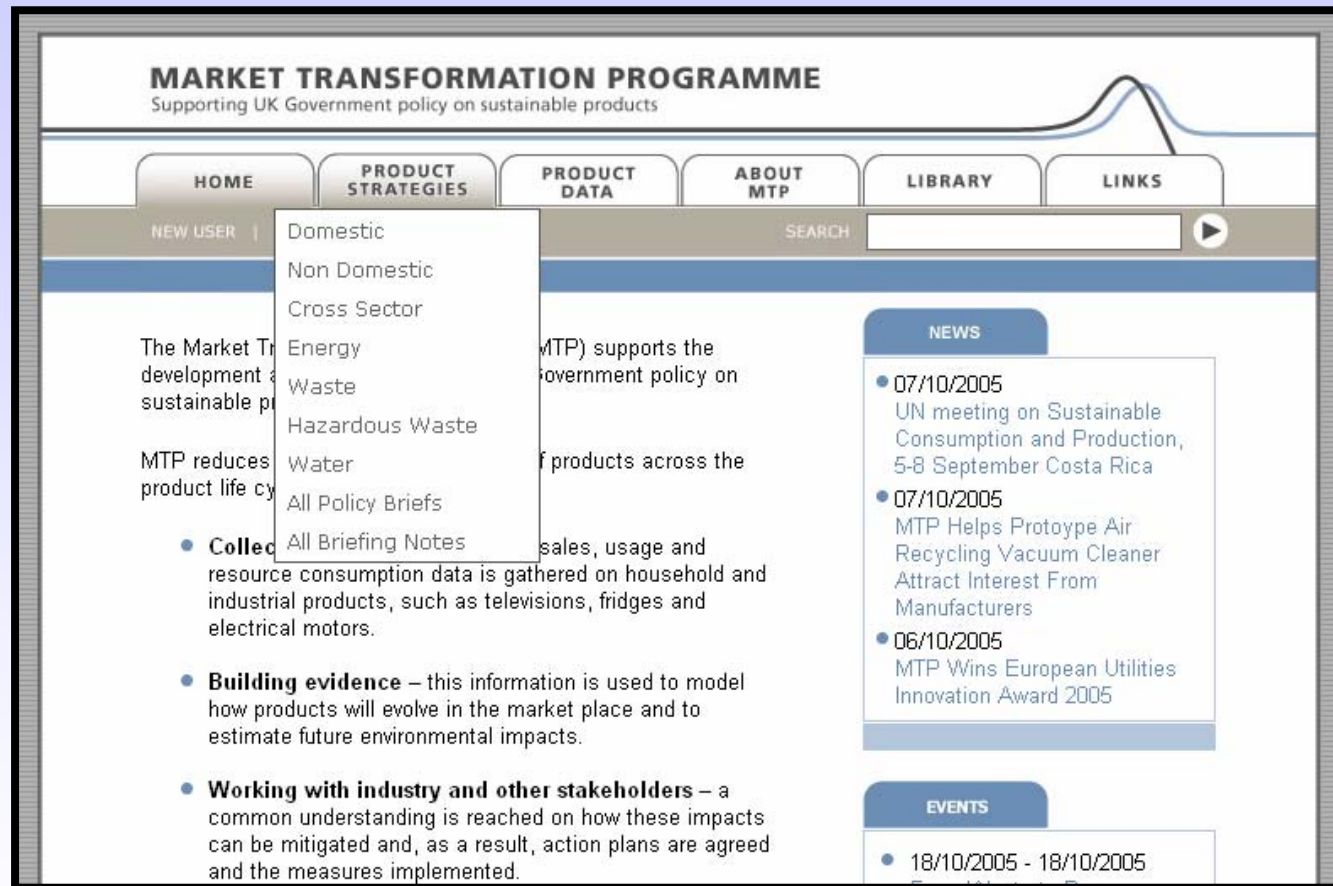 MARKET TRANSFORMATION PROGRAMME
Supporting UK Government policy on sustainable products
HOME
PRODUCT
STRATEGIES
PRODUCT
DATA
ABOUT
MTP
LIBRARY
LINKS
NEW USER |
SEARCH
Domestic
Non Domestic
Cross Sector
Energy
Waste
Hazardous Waste
Water
All Policy Briefs
All Briefing Notes
The Market MTP) supports the
development Government policy on
sustainable
MTP reduces products across the
product life
sales, usage and
resource consumption data is gathered on household and
industrial products, such as televisions, fridges and
electrical motors.
Building evidence – this information is used to model
how products will evolve in the market place and to
estimate future environmental impacts.
Working with industry and other stakeholders – a
common understanding is reached on how these impacts
can be mitigated and, as a result, action plans are agreed
and the measures implemented.
NEWS
07/10/2005
UN meeting on Sustainable
Consumption and Production,
5-8 September Costa Rica
07/10/2005
MTP Helps Protoype Air
Recycling Vacuum Cleaner
Attract Interest From
Manufacturers
06/10/2005
MTP Wins European Utilities
Innovation Award 2005
EVENTS
18/10/2005 - 18/10/2005